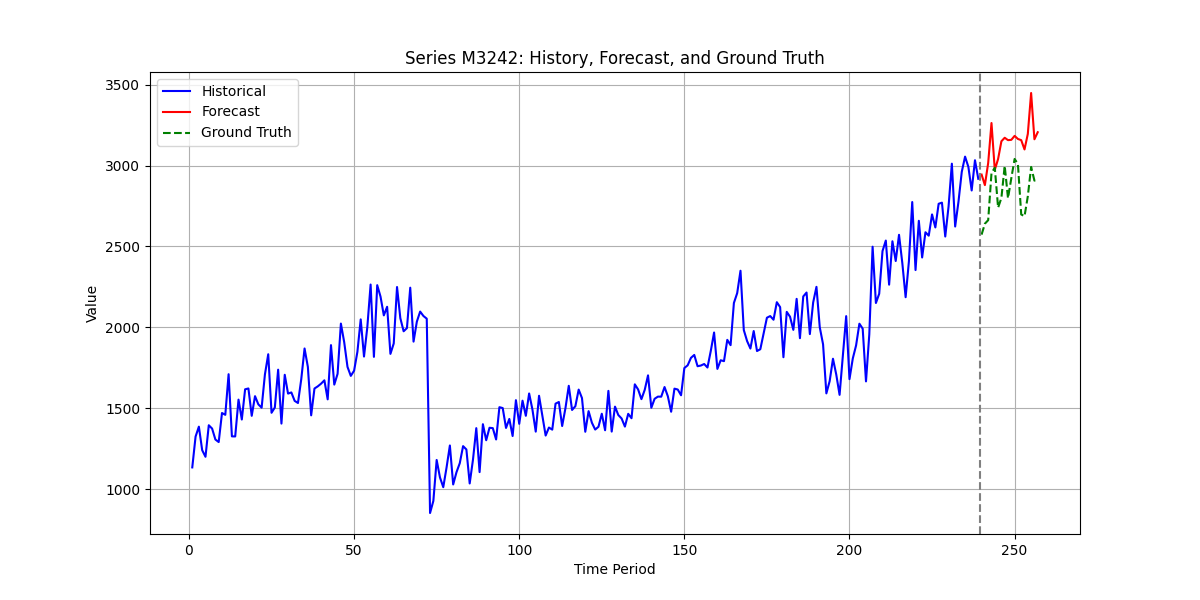 Series M3242: History, Forecast, and Ground Truth
3500
3000
2500
2000
1500
1000
Value
Historical
Forecast
Ground Truth
0 50 100 150 200 250
Time Period